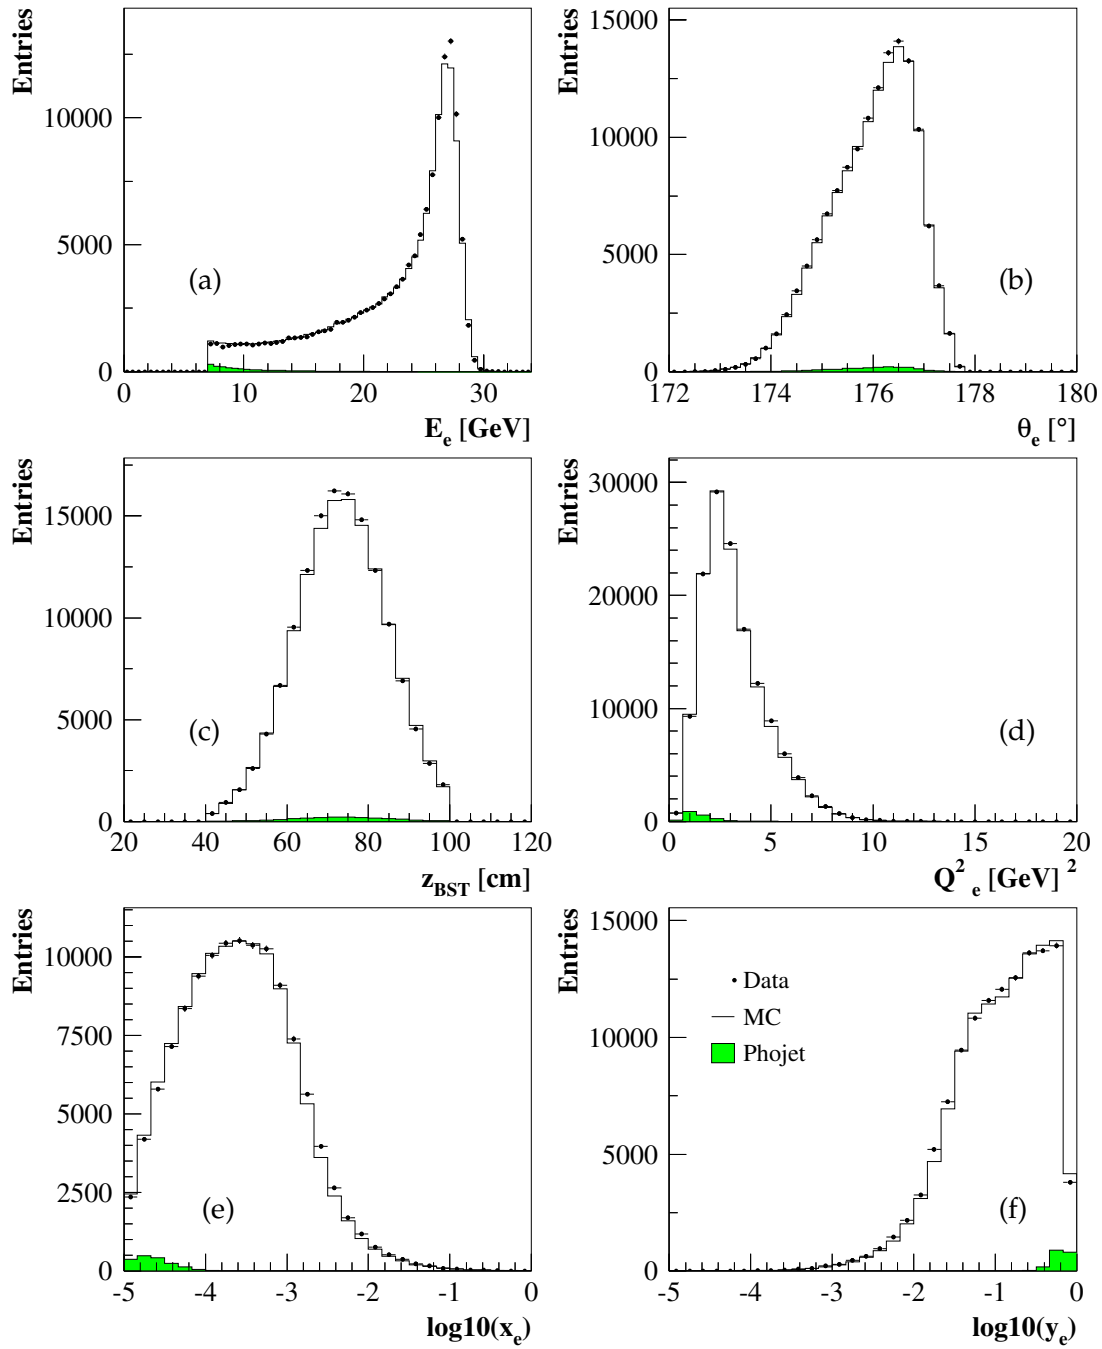 Entries
10000
5000
0
(a)
0 10 20 30
E_e [GeV]
Entries
15000
10000
5000
0
(b)
172 174 176 178 180
θ_e [°]
Entries
15000
10000
5000
0
(c)
20 40 60 80 100 120
z_BST [cm]
Entries
30000
20000
10000
0
(d)
0 5 10 15 20
Q²_e [GeV] ²
Entries
10000
7500
5000
2500
0
(e)
-5 -4 -3 -2 -1 0
log10(x_e)
Entries
15000
10000
5000
0
Data
MC
Phojet
(f)
-5 -4 -3 -2 -1 0
log10(y_e)